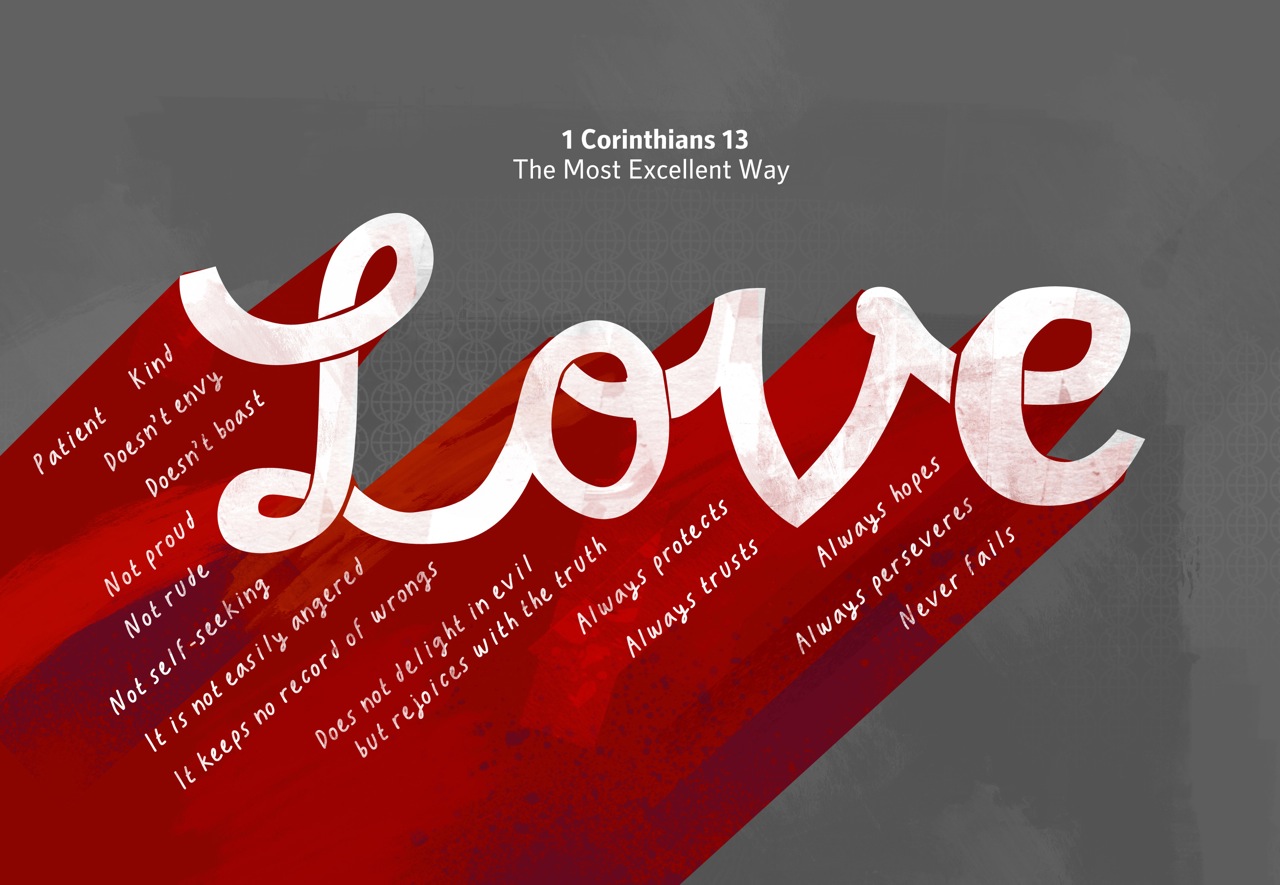 1 Corinthians 13
The Most Excellent Way
Love
Patient
Kind
Doesn't envy
Doesn't boast
Not proud
Not rude
Not self-seeking
It is not easily angered
It keeps no record of wrongs
Does not delight in evil
but rejoices with the truth
Always protects
Always trusts
Always hopes
Always perseveres
Never fails